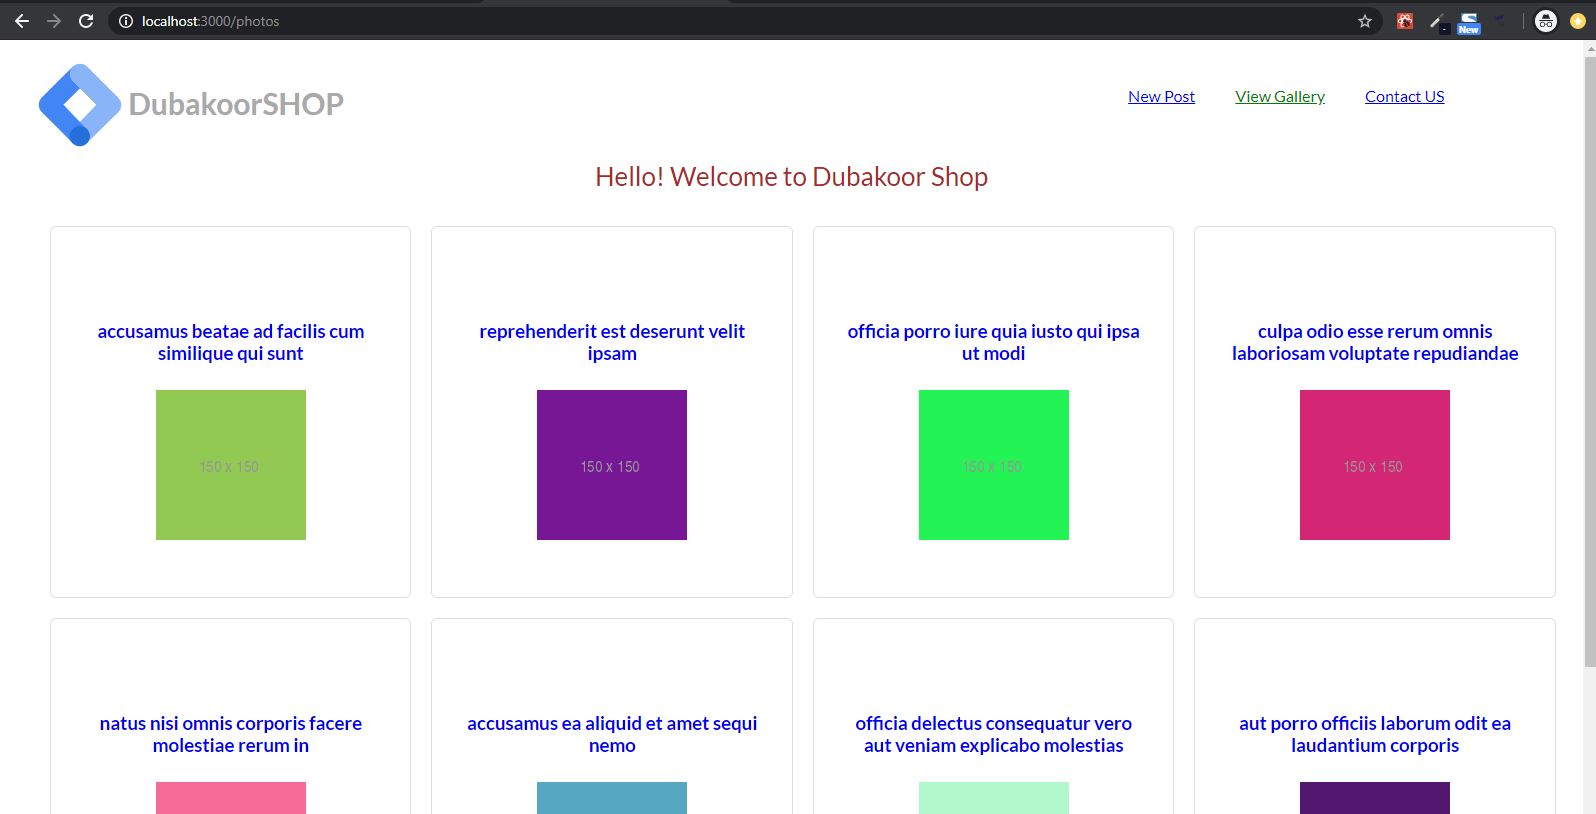 localhost:3000/photos
New
DubakoorSHOP
New Post
View Gallery
Contact US
Hello! Welcome to Dubakoor Shop
accusamus beatae ad facilis cum
similique qui sunt
150 x 150
reprehenderit est deserunt velit
ipsam
150 x 150
officia porro iure quia iusto qui ipsa
ut modi
150 x 150
culpa odio esse rerum omnis
laboriosam voluptate repudiandae
150 x 150
natus nisi omnis corporis facere
molestiae rerum in
accusamus ea aliquid et amet sequi
nemo
officia delectus consequatur vero
aut veniam explicabo molestias
aut porro officiis laborum odit ea
laudantium corporis